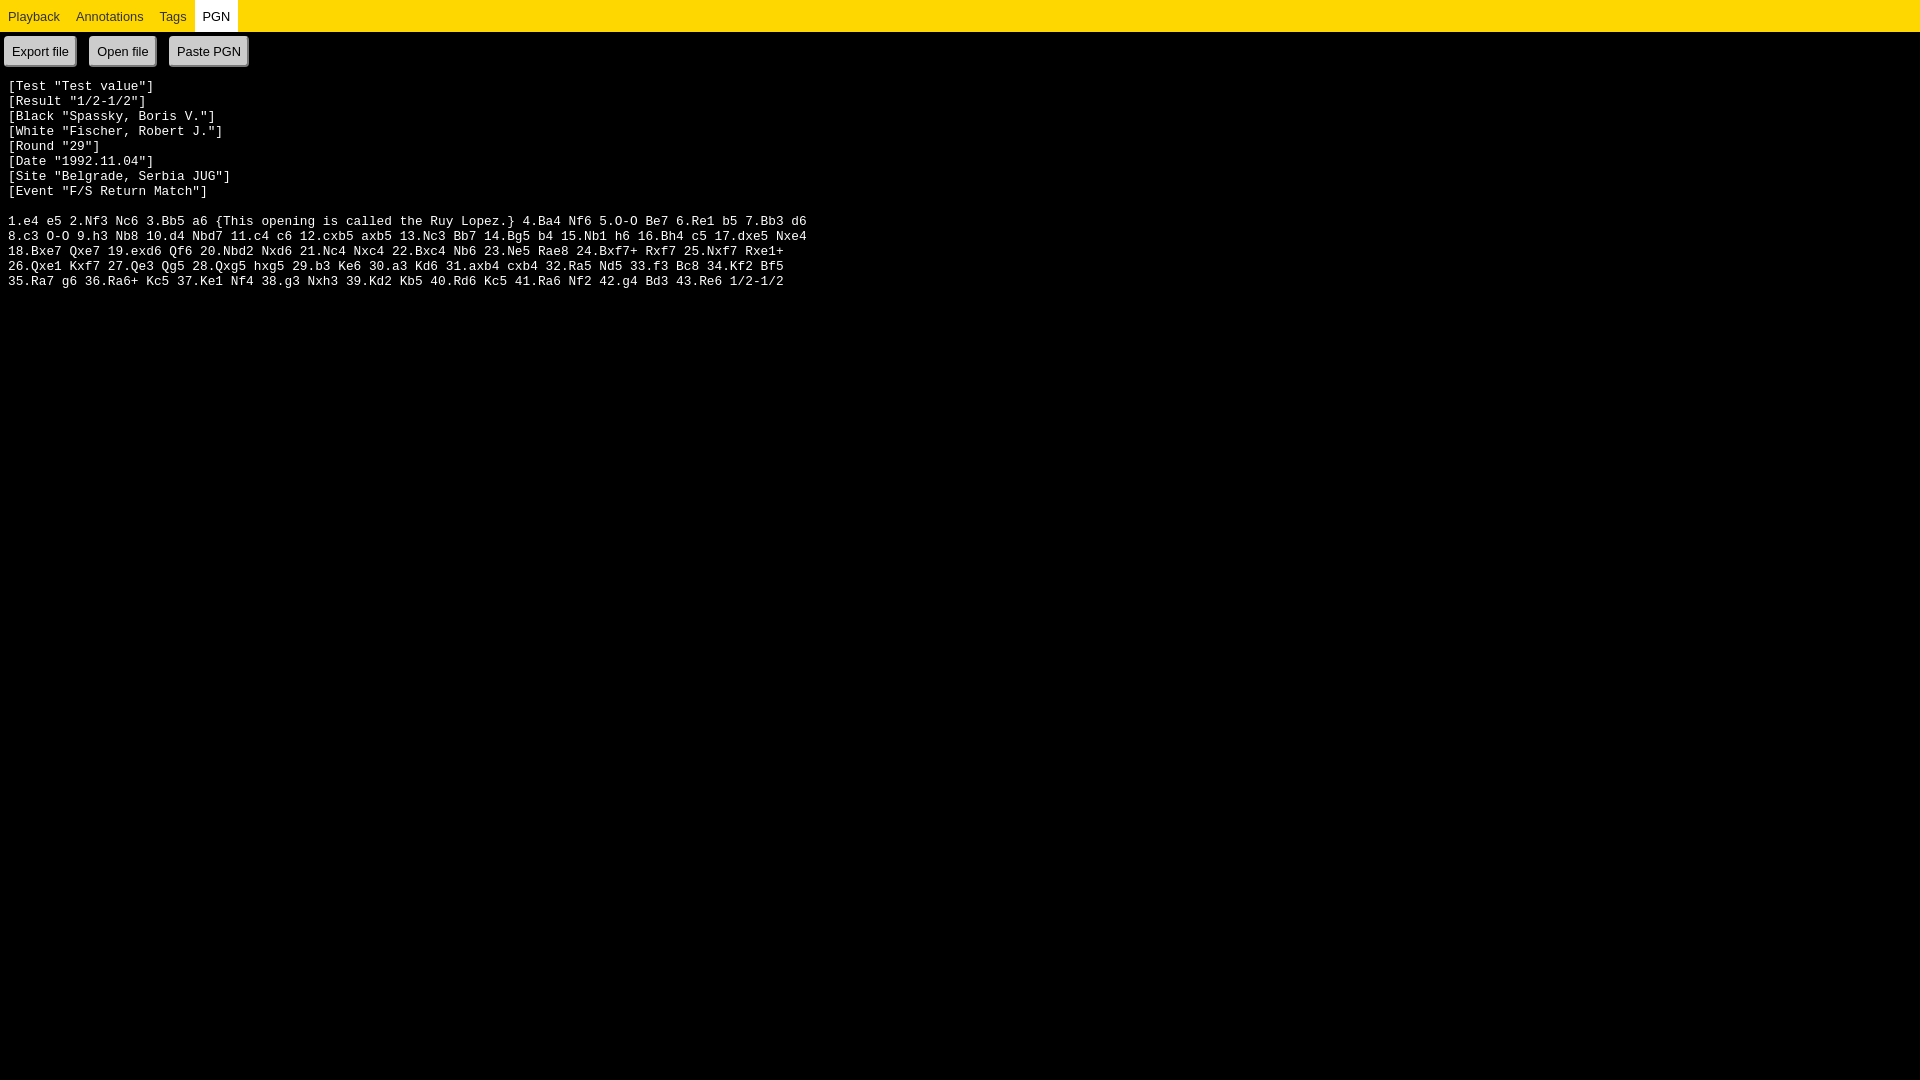 Playback Annotations Tags PGN
Export file Open file Paste PGN
[Test "Test value"]
[Result "1/2-1/2"]
[Black "Spassky, Boris V."]
[White "Fischer, Robert J."]
[Round "29"]
[Date "1992.11.04"]
[Site "Belgrade, Serbia JUG"]
[Event "F/S Return Match"]
1.e4 e5 2.Nf3 Nc6 3.Bb5 a6 {This opening is called the Ruy Lopez.} 4.Ba4 Nf6 5.O-O Be7 6.Re1 b5 7.Bb3 d6
8.c3 O-O 9.h3 Nb8 10.d4 Nbd7 11.c4 c6 12.cxb5 axb5 13.Nc3 Bb7 14.Bg5 b4 15.Nb1 h6 16.Bh4 c5 17.dxe5 Nxe4
18.Bxe7 Qxe7 19.exd6 Qf6 20.Nbd2 Nxd6 21.Nc4 Nxc4 22.Bxc4 Nb6 23.Ne5 Rae8 24.Bxf7+ Rxf7 25.Nxf7 Rxe1+
26.Qxe1 Kxf7 27.Qe3 Qg5 28.Qxg5 hxg5 29.b3 Ke6 30.a3 Kd6 31.axb4 cxb4 32.Ra5 Nd5 33.f3 Bc8 34.Kf2 Bf5
35.Ra7 g6 36.Ra6+ Kc5 37.Ke1 Nf4 38.g3 Nxh3 39.Kd2 Kb5 40.Rd6 Kc5 41.Ra6 Nf2 42.g4 Bd3 43.Re6 1/2-1/2